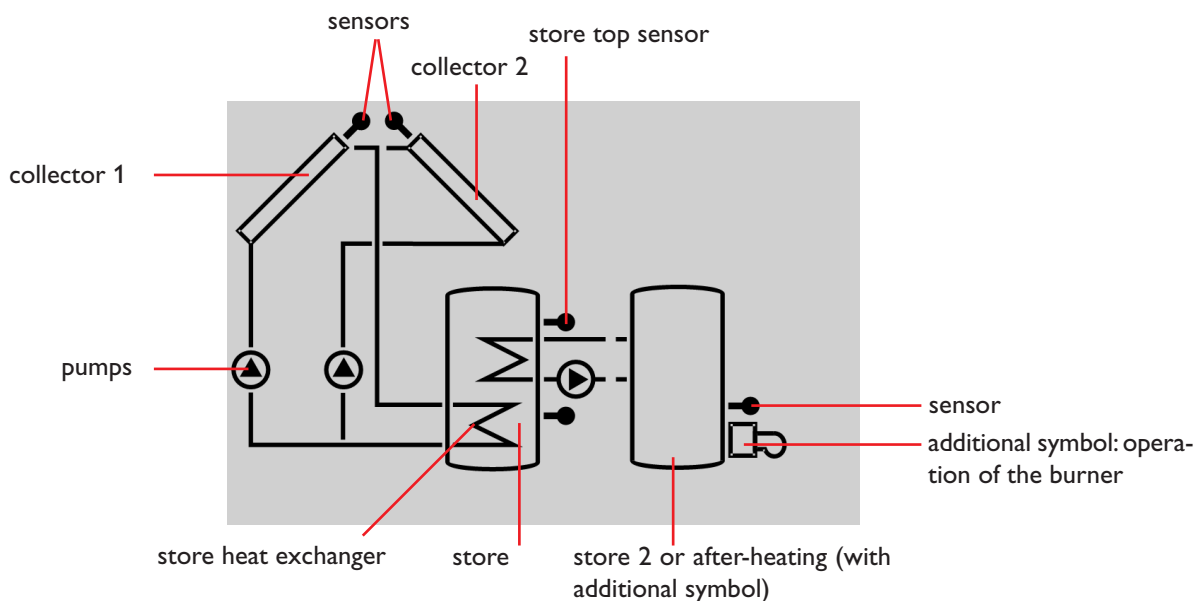 sensors
store top sensor
collector 2
collector 1
pumps
sensor
additional symbol: opera-
tion of the burner
store heat exchanger
store
store 2 or after-heating (with
additional symbol)